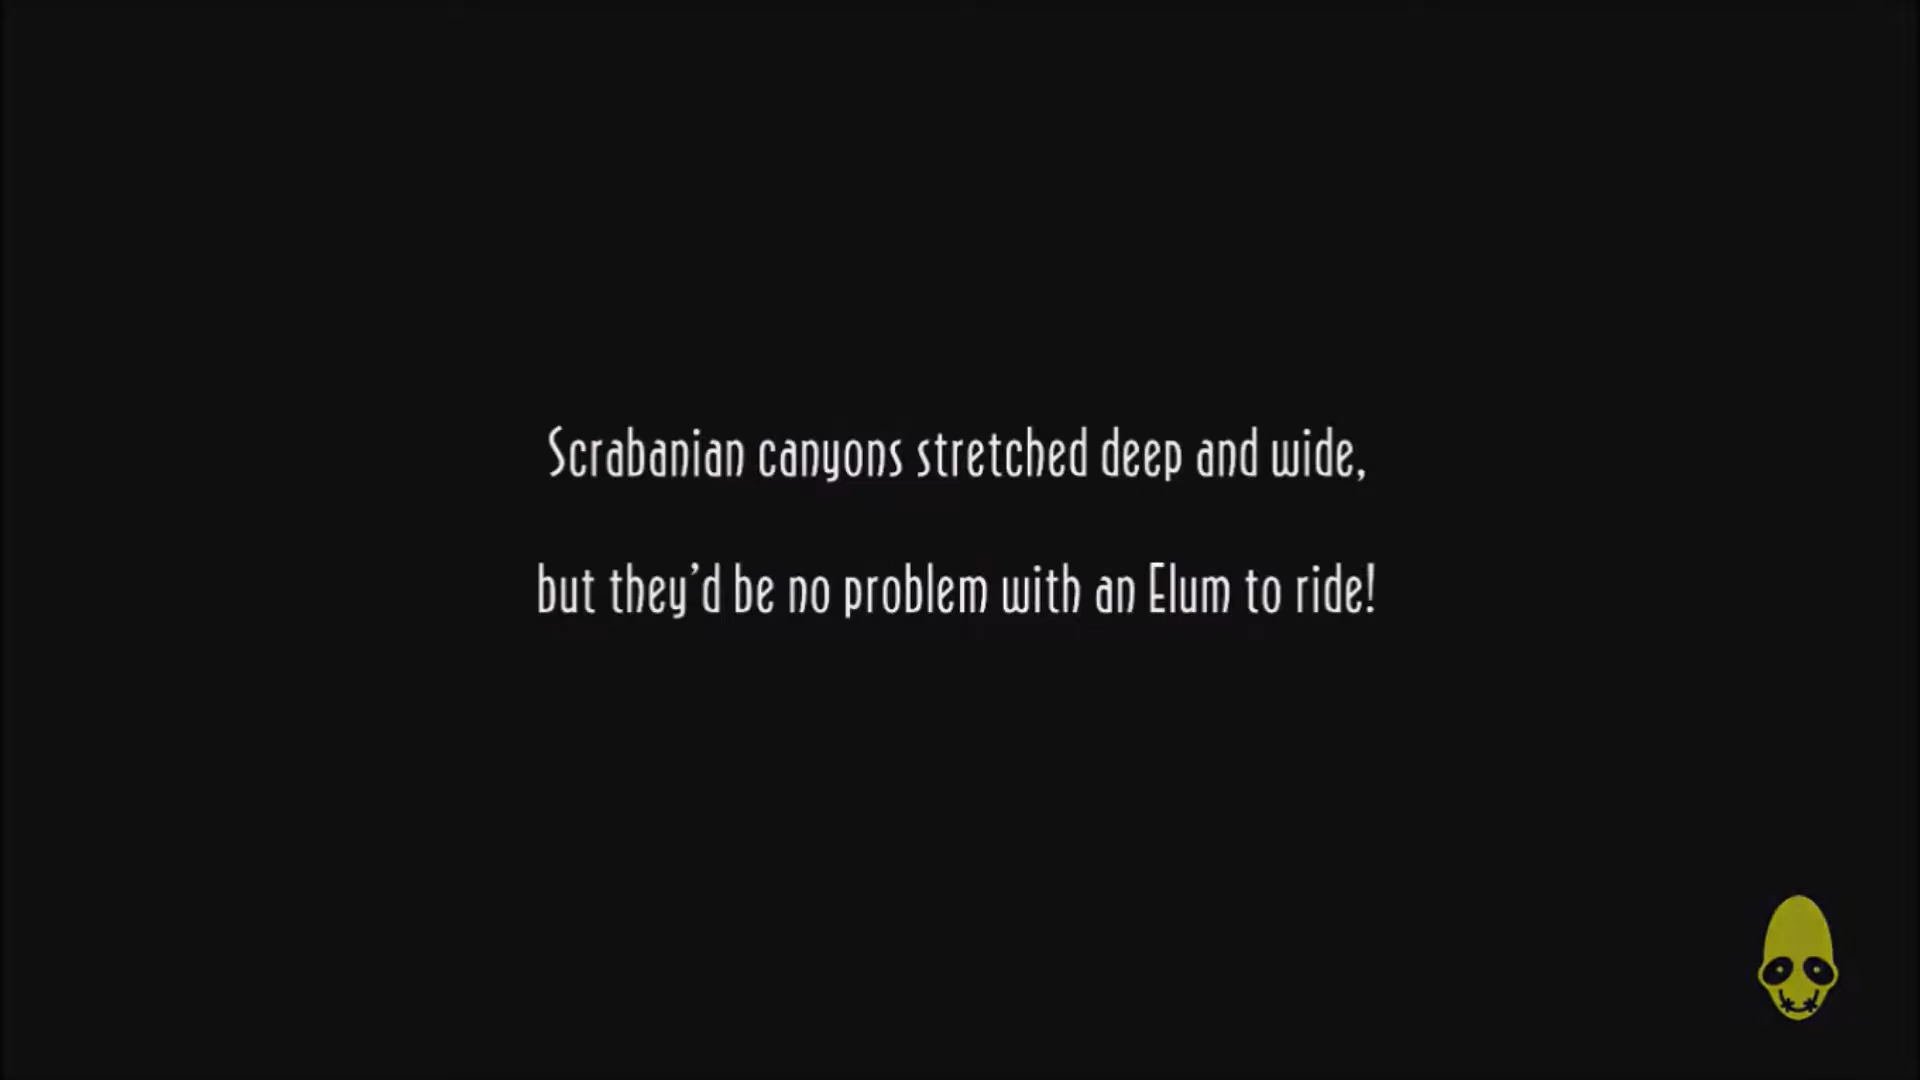 Scrabanian canyons stretched deep and wide,
but they’d be no problem with an Elum to ride!